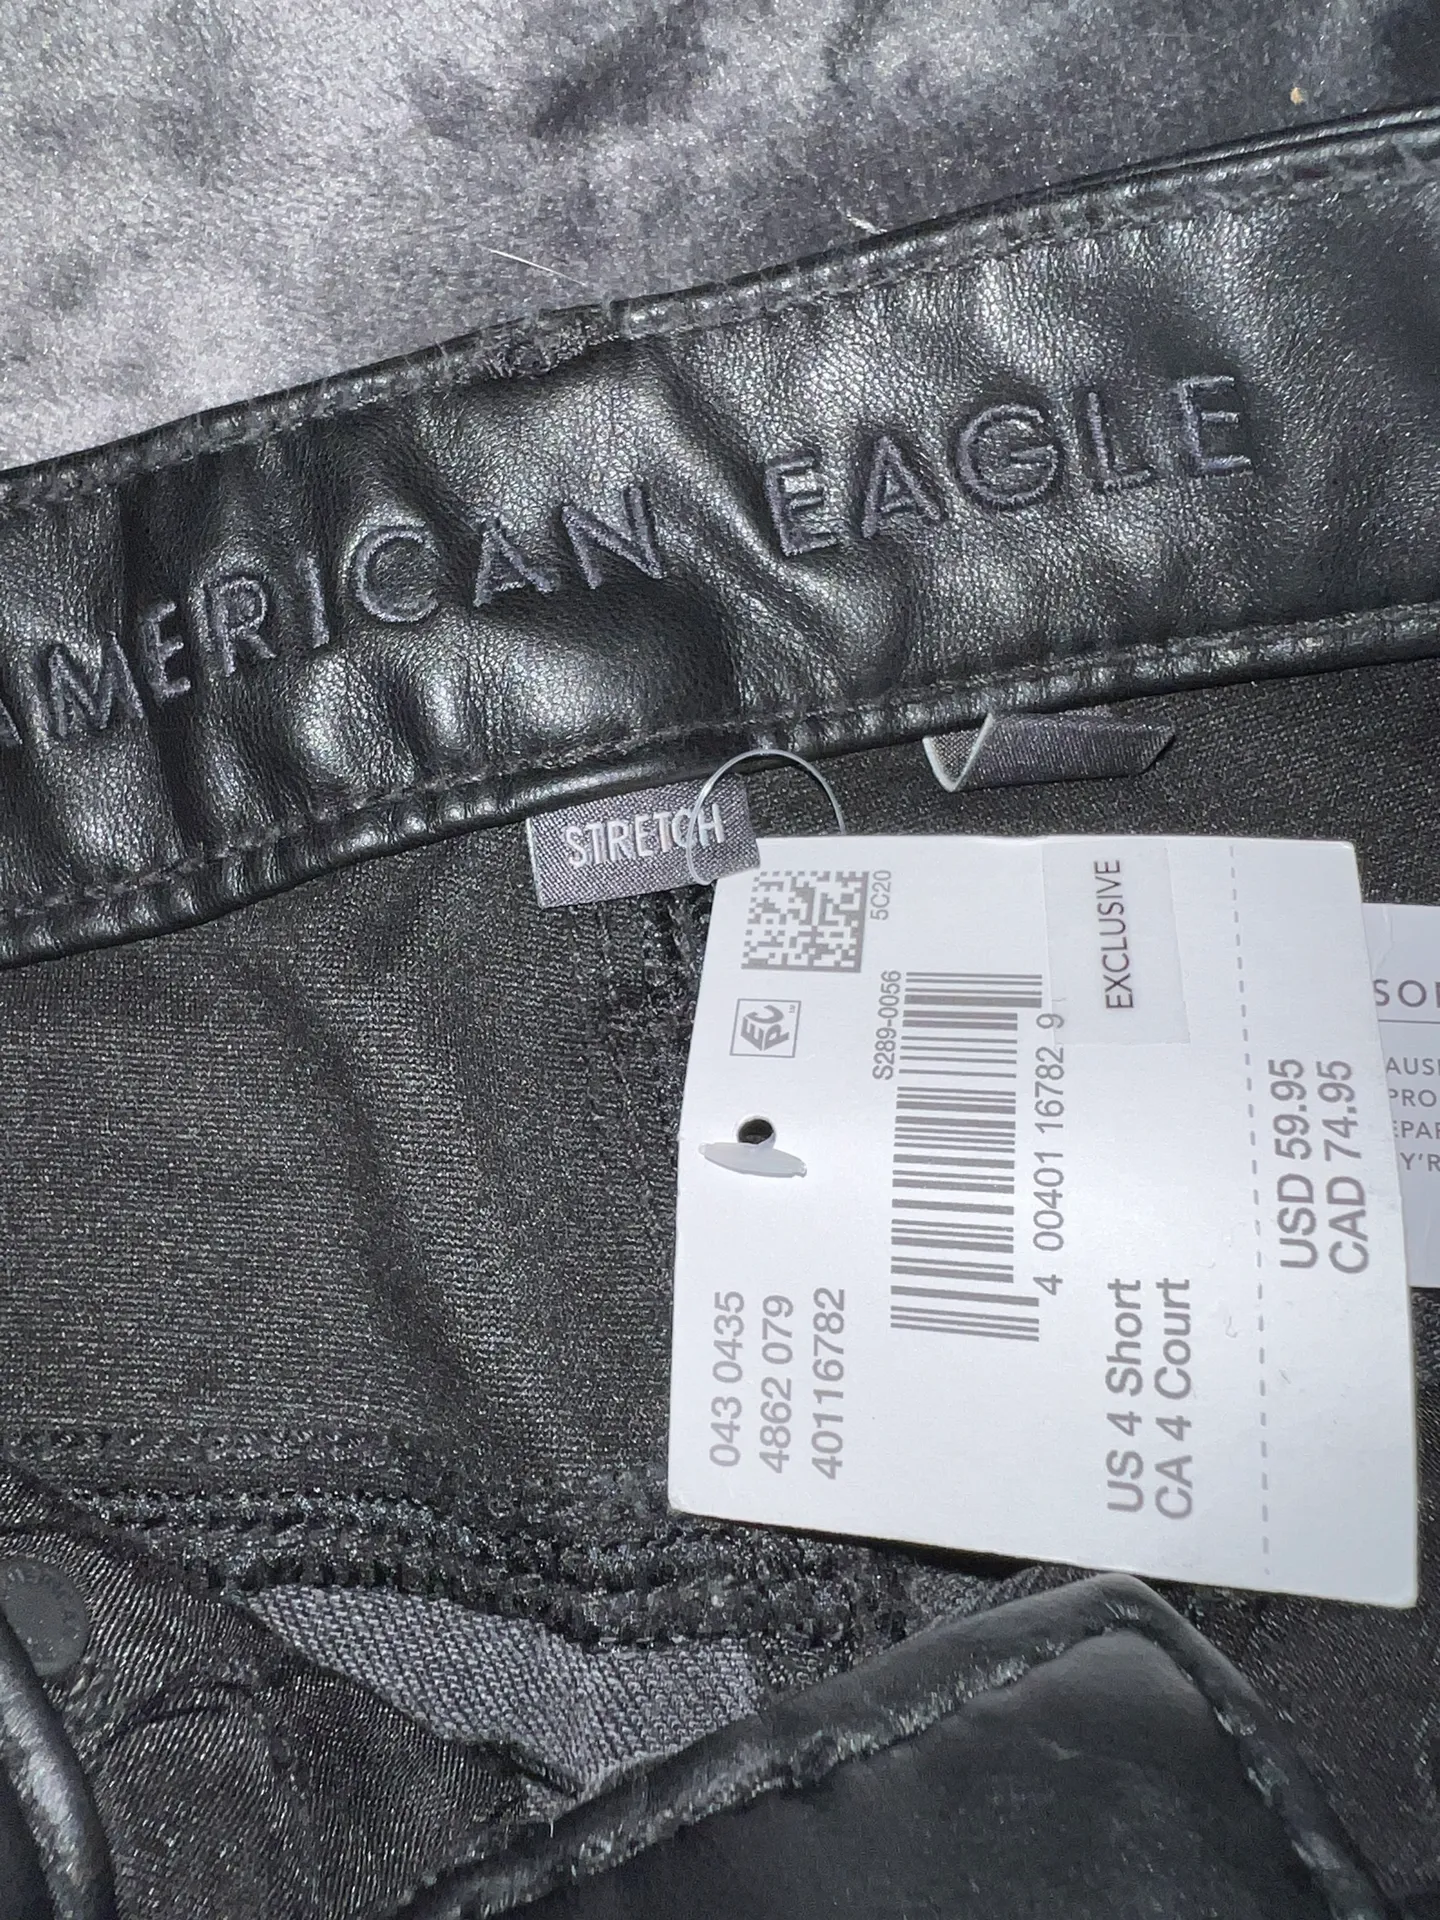 AMERICAN EAGLE
STRETCH
5C20
EPC
S289-0056
4 00401 16782 9
EXCLUSIVE
043 0435
4862 079
40116782
US 4 Short
CA 4 Court
USD 59.95
CAD 74.95
Y'R